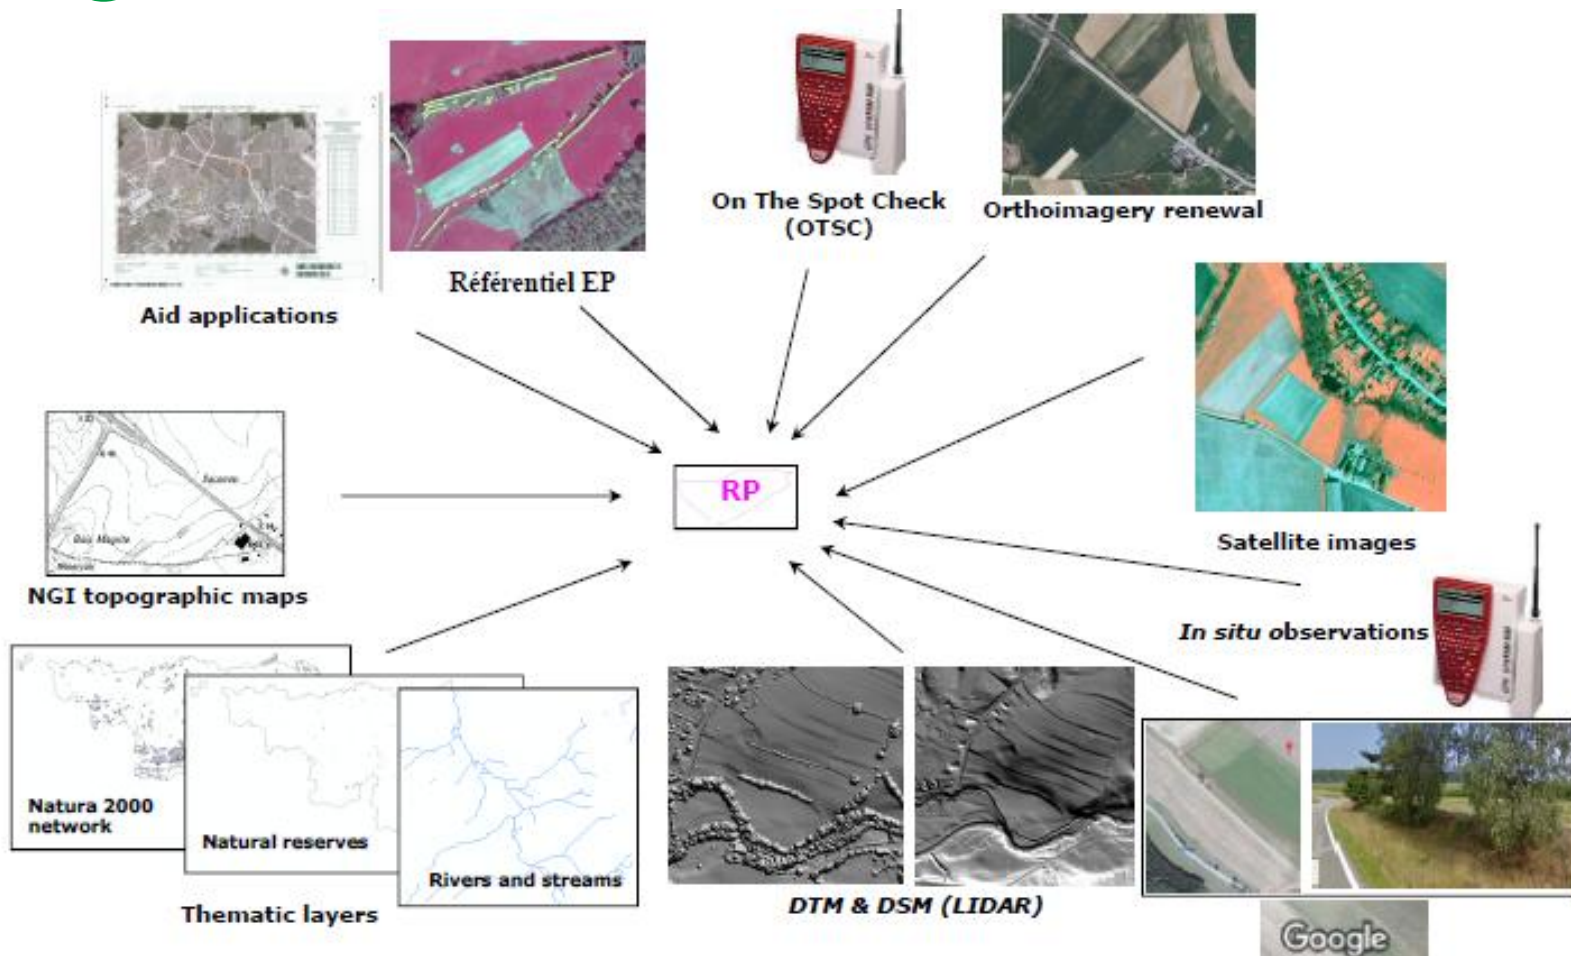 On The Spot Check
(OTSC)
Orthoimagery renewal
Référentiel EP
Aid applications
RP
Satellite images
NGI topographic maps
In situ observations
Natura 2000
network
Natural reserves
Rivers and streams
Thematic layers
DTM & DSM (LIDAR)
Google